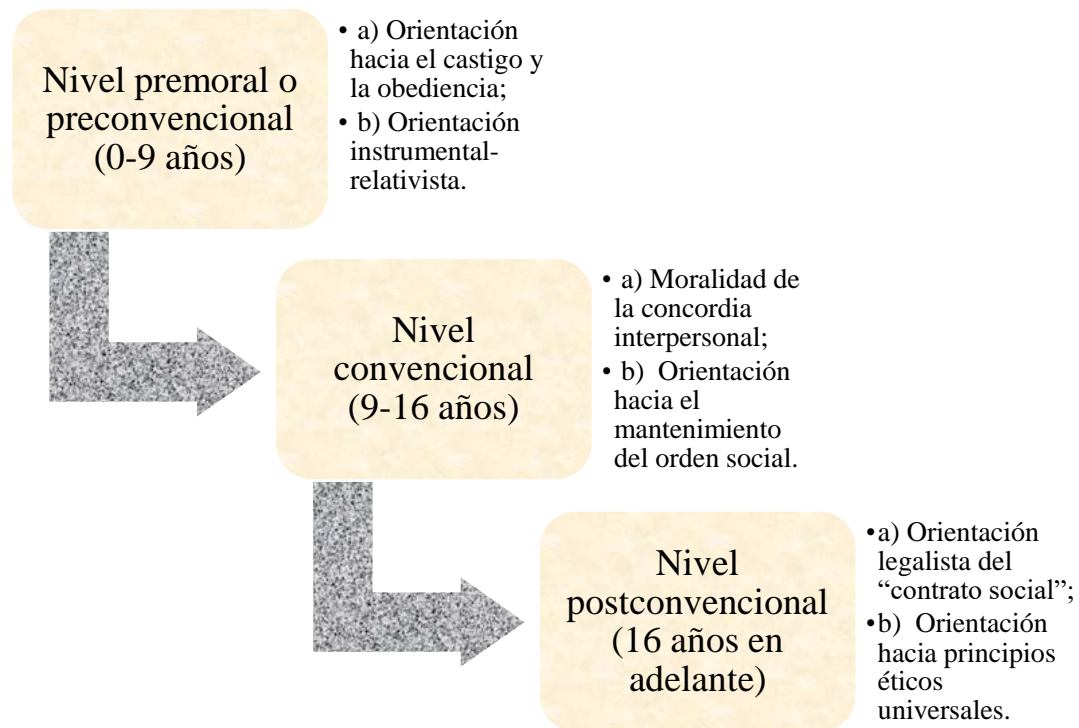 Nivel premoral o
preconvencional
(0-9 años)
• a) Orientación
hacia el castigo y
la obediencia;
• b) Orientación
instrumental-
relativista.
Nivel
convencional
(9-16 años)
• a) Moralidad de
la concordia
interpersonal;
• b) Orientación
hacia el
mantenimiento
del orden social.
Nivel
postconvencional
(16 años en
adelante)
•a) Orientación
legalista del
“contrato social”;
•b) Orientación
hacia principios
éticos
universales.